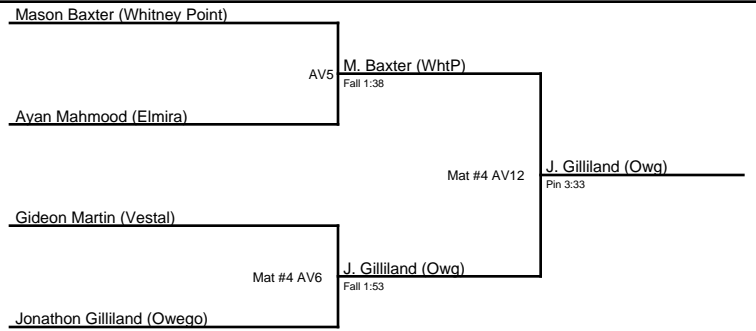 Mason Baxter (Whitney Point)
AV5
M. Baxter (WhtP)
Fall 1:38
Ayan Mahmood (Elmira)
Mat #4 AV12
J. Gilliland (Owg)
Pin 3:33
Gideon Martin (Vestal)
Mat #4 AV6
J. Gilliland (Owg)
Fall 1:53
Jonathon Gilliland (Owego)